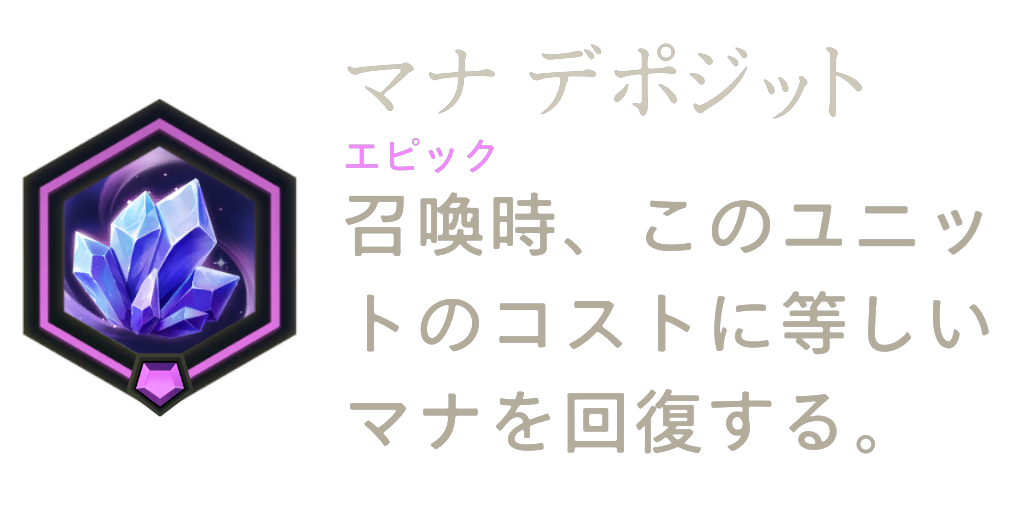 マナ デポジット
エピック
召喚時、このユニッ
トのコストに等しい
マナを回復する。